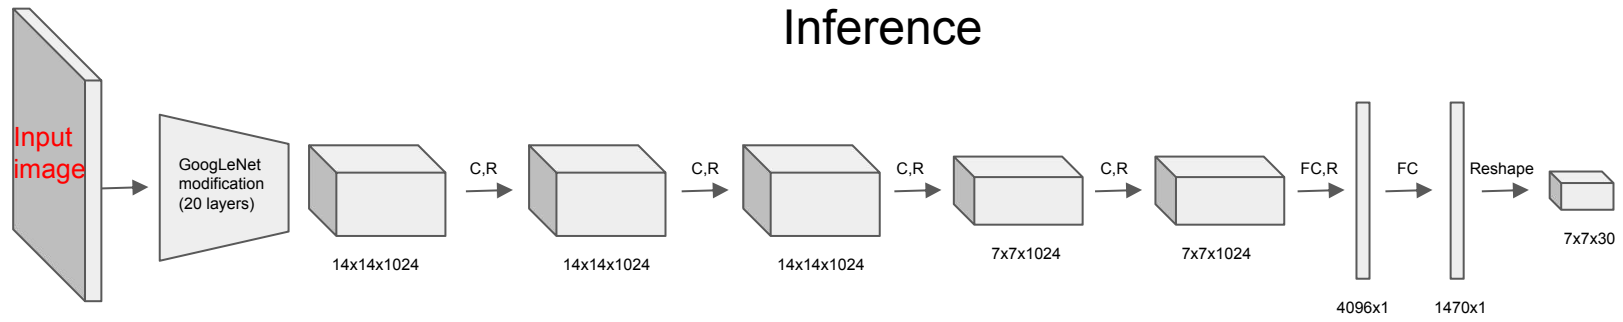 Inference
Input
image
GoogLeNet
modification
(20 layers)
14x14x1024
C,R
14x14x1024
C,R
14x14x1024
C,R
7x7x1024
C,R
7x7x1024
FC,R
4096x1
FC
1470x1
Reshape
7x7x30